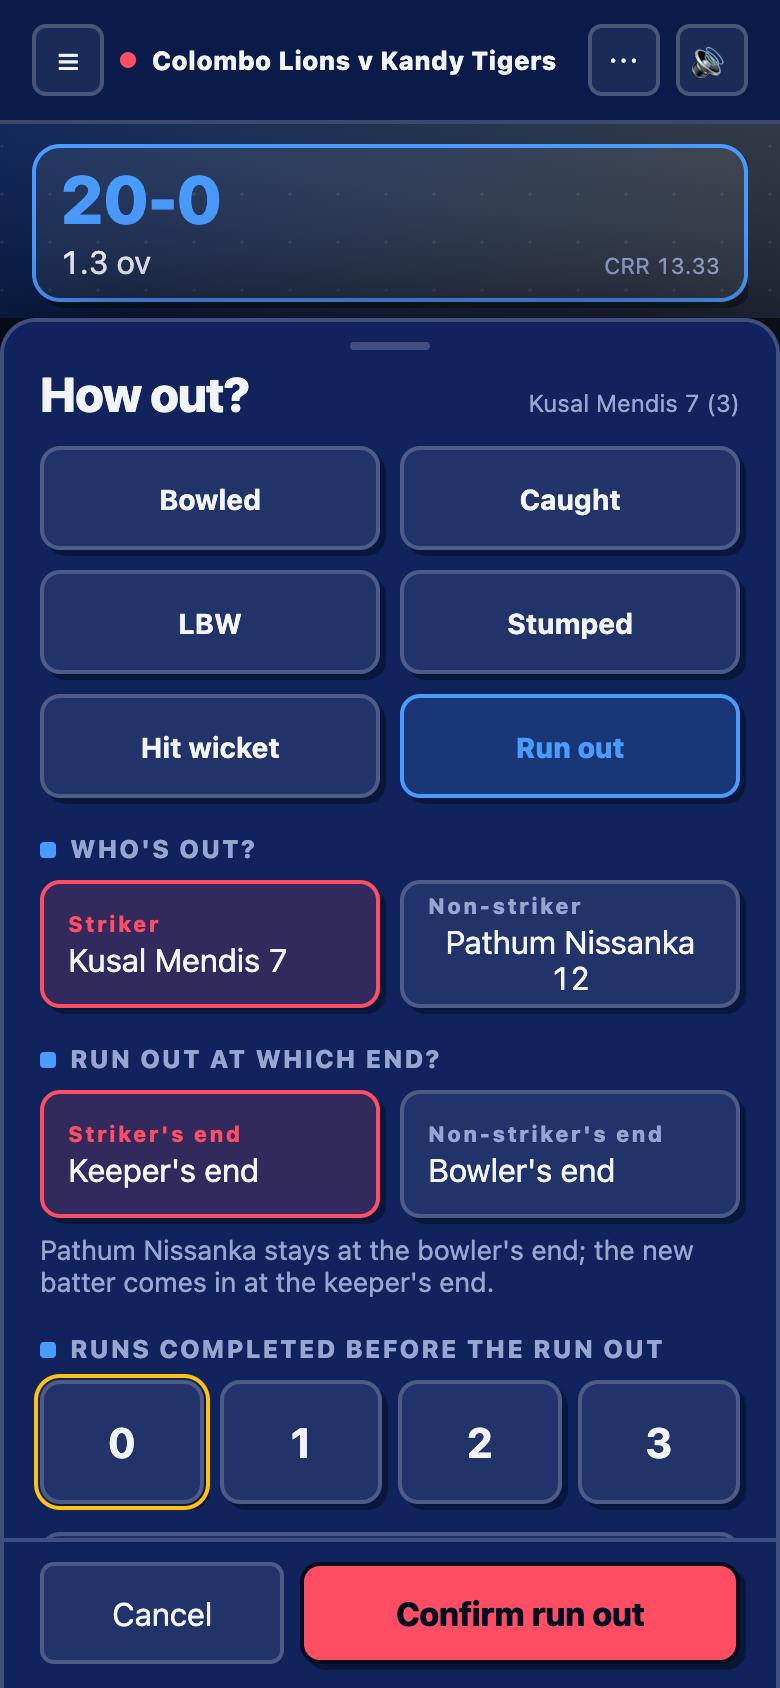 Colombo Lions v Kandy Tigers
20-0
1.3 ov
CRR 13.33
How out?
Kusal Mendis 7 (3)
Bowled
Caught
LBW
Stumped
Hit wicket
Run out
WHO'S OUT?
Striker
Kusal Mendis 7
Non-striker
Pathum Nissanka
12
RUN OUT AT WHICH END?
Striker's end
Keeper's end
Non-striker's end
Bowler's end
Pathum Nissanka stays at the bowler's end; the new
batter comes in at the keeper's end.
RUNS COMPLETED BEFORE THE RUN OUT
0
1
2
3
Cancel
Confirm run out